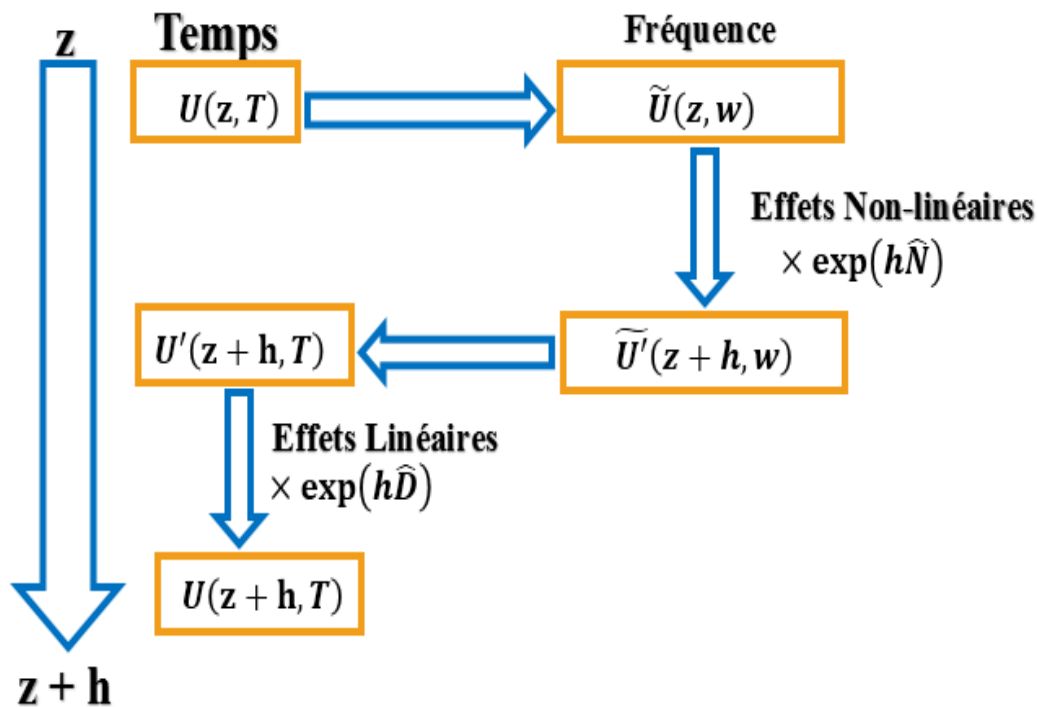 z
Temps
Fréquence
U(z, T)
Ũ(z, w)
Effets Non-linéaires
× exp(hN̂)
U'(z + h, T)
Ũ'(z + h, w)
Effets Linéaires
× exp(hD̂)
U(z + h, T)
z + h